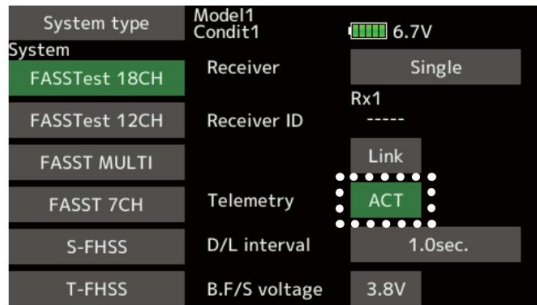 System type
Model1
Condit1
6.7V
System
FASSTest 18CH
Receiver
Single
Rx1
FASSTest 12CH
Receiver ID
-----
FASST MULTI
Link
FASST 7CH
Telemetry
ACT
S-FHSS
D/L interval
1.0sec.
T-FHSS
B.F/S voltage
3.8V